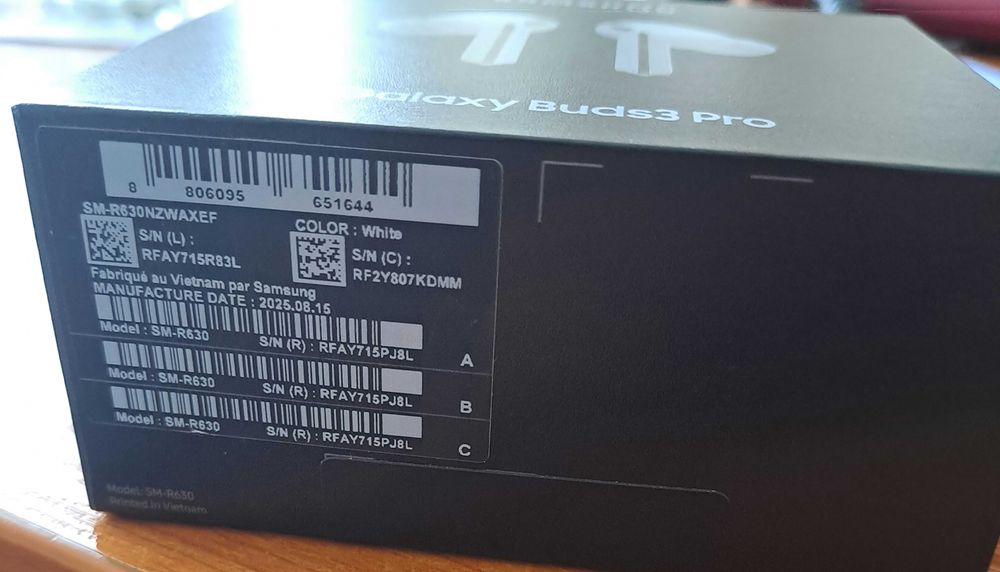 Galaxy Buds3 Pro
8 806095 651644
SM-R630NZWAXEF
COLOR : White
S/N (L) :
RFAY715R83L
S/N (C) :
RF2Y807KDMM
Fabriqué au Vietnam par Samsung
MANUFACTURE DATE : 2025.08.15
Model : SM-R630 S/N (R) : RFAY715PJ8L A
Model : SM-R630 S/N (R) : RFAY715PJ8L B
Model : SM-R630 S/N (R) : RFAY715PJ8L C
Model: SM-R630
Printed in Vietnam